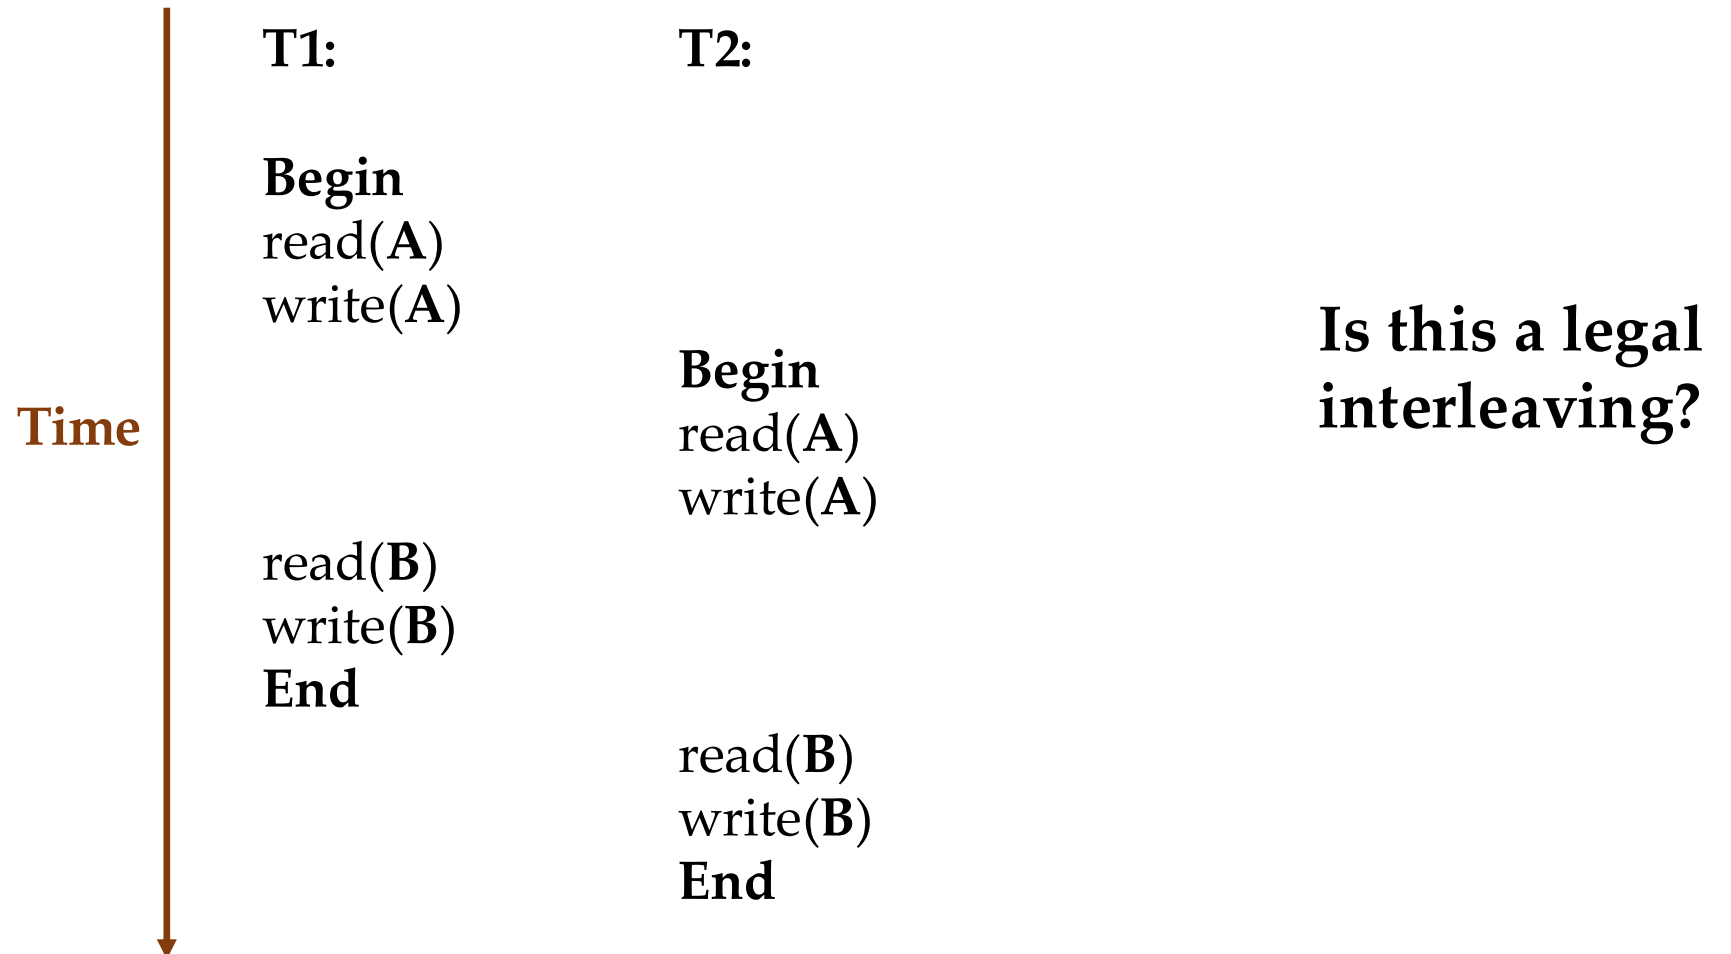 T1:
T2:
Begin
read(A)
write(A)
Begin
read(A)
write(A)
read(B)
write(B)
End
read(B)
write(B)
End
Time
Is this a legal
interleaving?